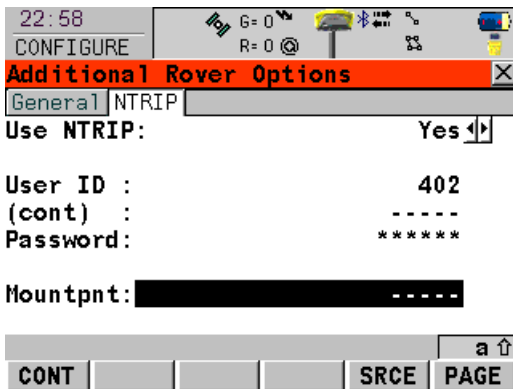 22:58
G= 0
CONFIGURE
R= 0
Additional Rover Options
General NTRIP
Use NTRIP: Yes
User ID : 402
(cont) : -----
Password: ******
Mountpnt: -----
a
CONT SRCE PAGE